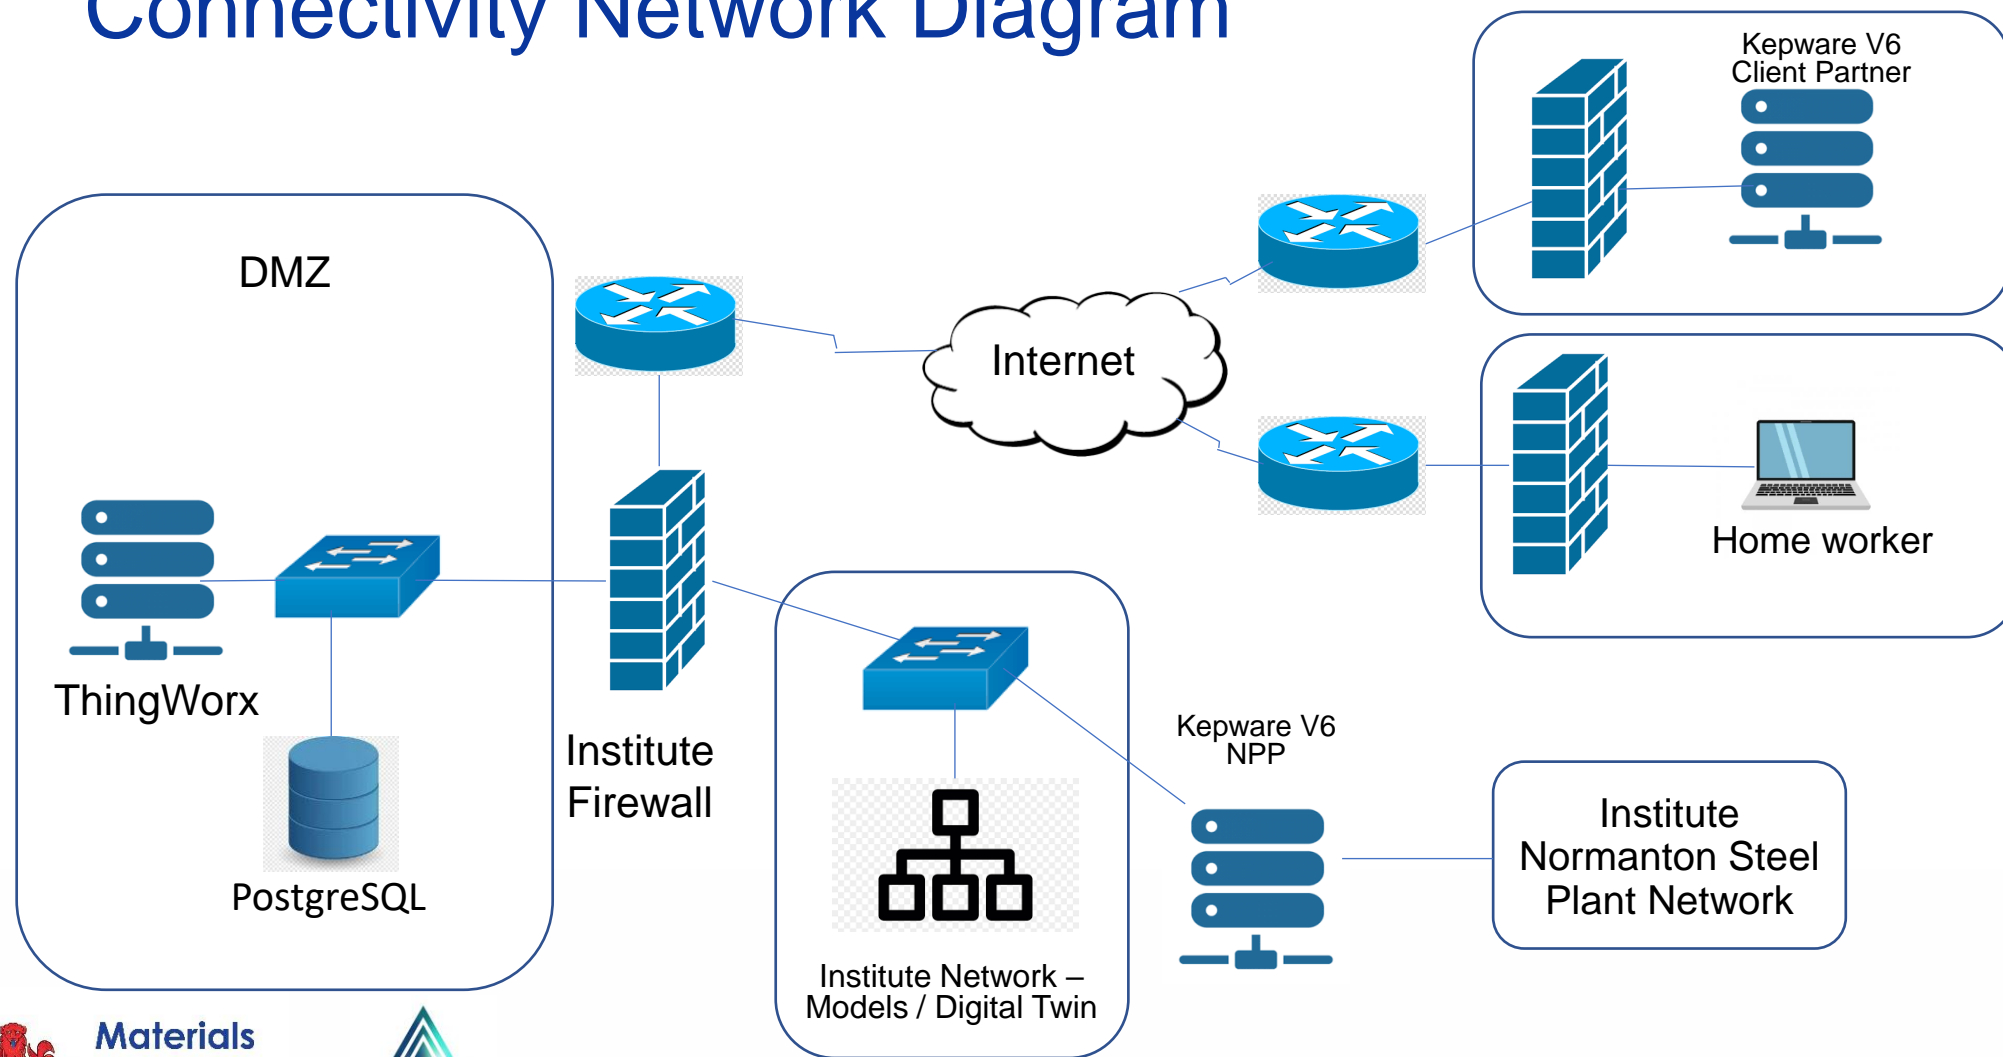 Connectivity Network Diagram
Kepware V6
Client Partner
DMZ
Internet
Home worker
ThingWorx
Institute
Firewall
PostgreSQL
Kepware V6
NPP
Institute
Normanton Steel
Plant Network
Institute Network –
Models / Digital Twin
Materials